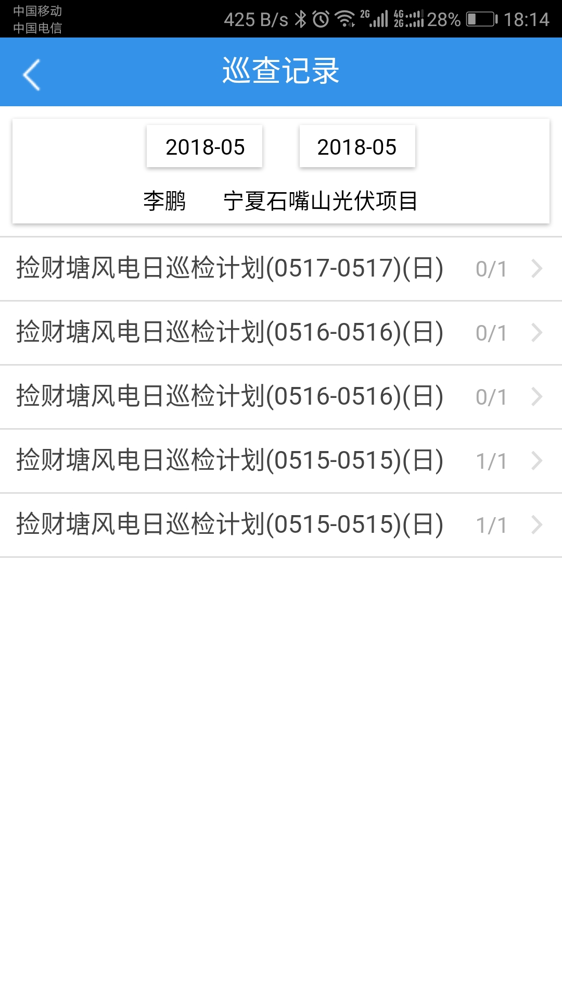 中国移动
中国电信
425 B/s 2G 4G 2G 28% 18:14
巡查记录
2018-05 2018-05
李鹏 宁夏石嘴山光伏项目
捡财塘风电日巡检计划(0517-0517)(日) 0/1
捡财塘风电日巡检计划(0516-0516)(日) 0/1
捡财塘风电日巡检计划(0516-0516)(日) 0/1
捡财塘风电日巡检计划(0515-0515)(日) 1/1
捡财塘风电日巡检计划(0515-0515)(日) 1/1